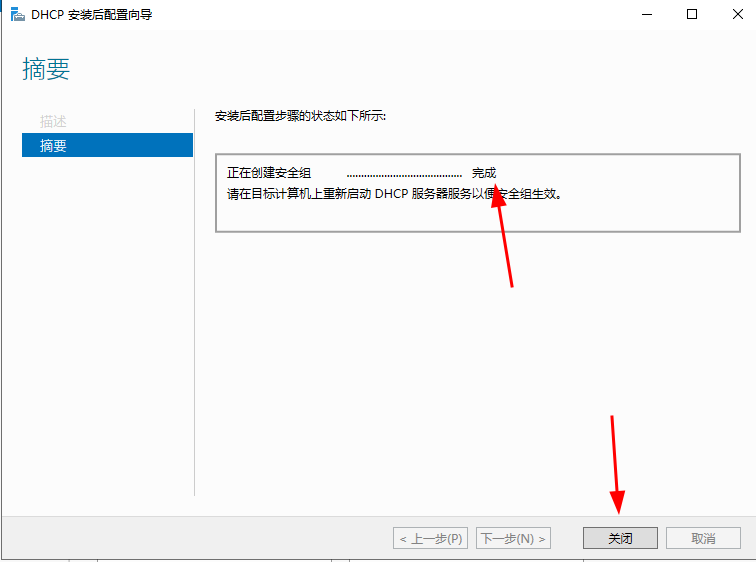 DHCP 安装后配置向导
摘要
描述
摘要
安装后配置步骤的状态如下所示:
正在创建安全组 ....................................... 完成
请在目标计算机上重新启动 DHCP 服务器服务以便安全组生效。
< 上一步(P)
下一步(N) >
关闭
取消